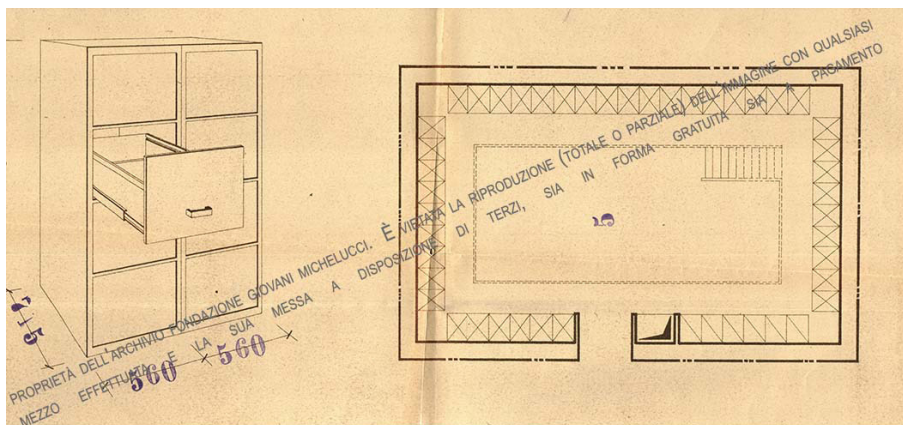 PROPRIETÀ DELL'ARCHIVIO FONDAZIONE GIOVANI MICHELUCCI. È VIETATA LA RIPRODUZIONE (TOTALE O PARZIALE) DELL'IMMAGINE CON QUALSIASI
MEZZO EFFETTUATA E LA SUA MESSA A DISPOSIZIONE DI TERZI, SIA IN FORMA GRATUITA SIA A PAGAMENTO
5
560
560